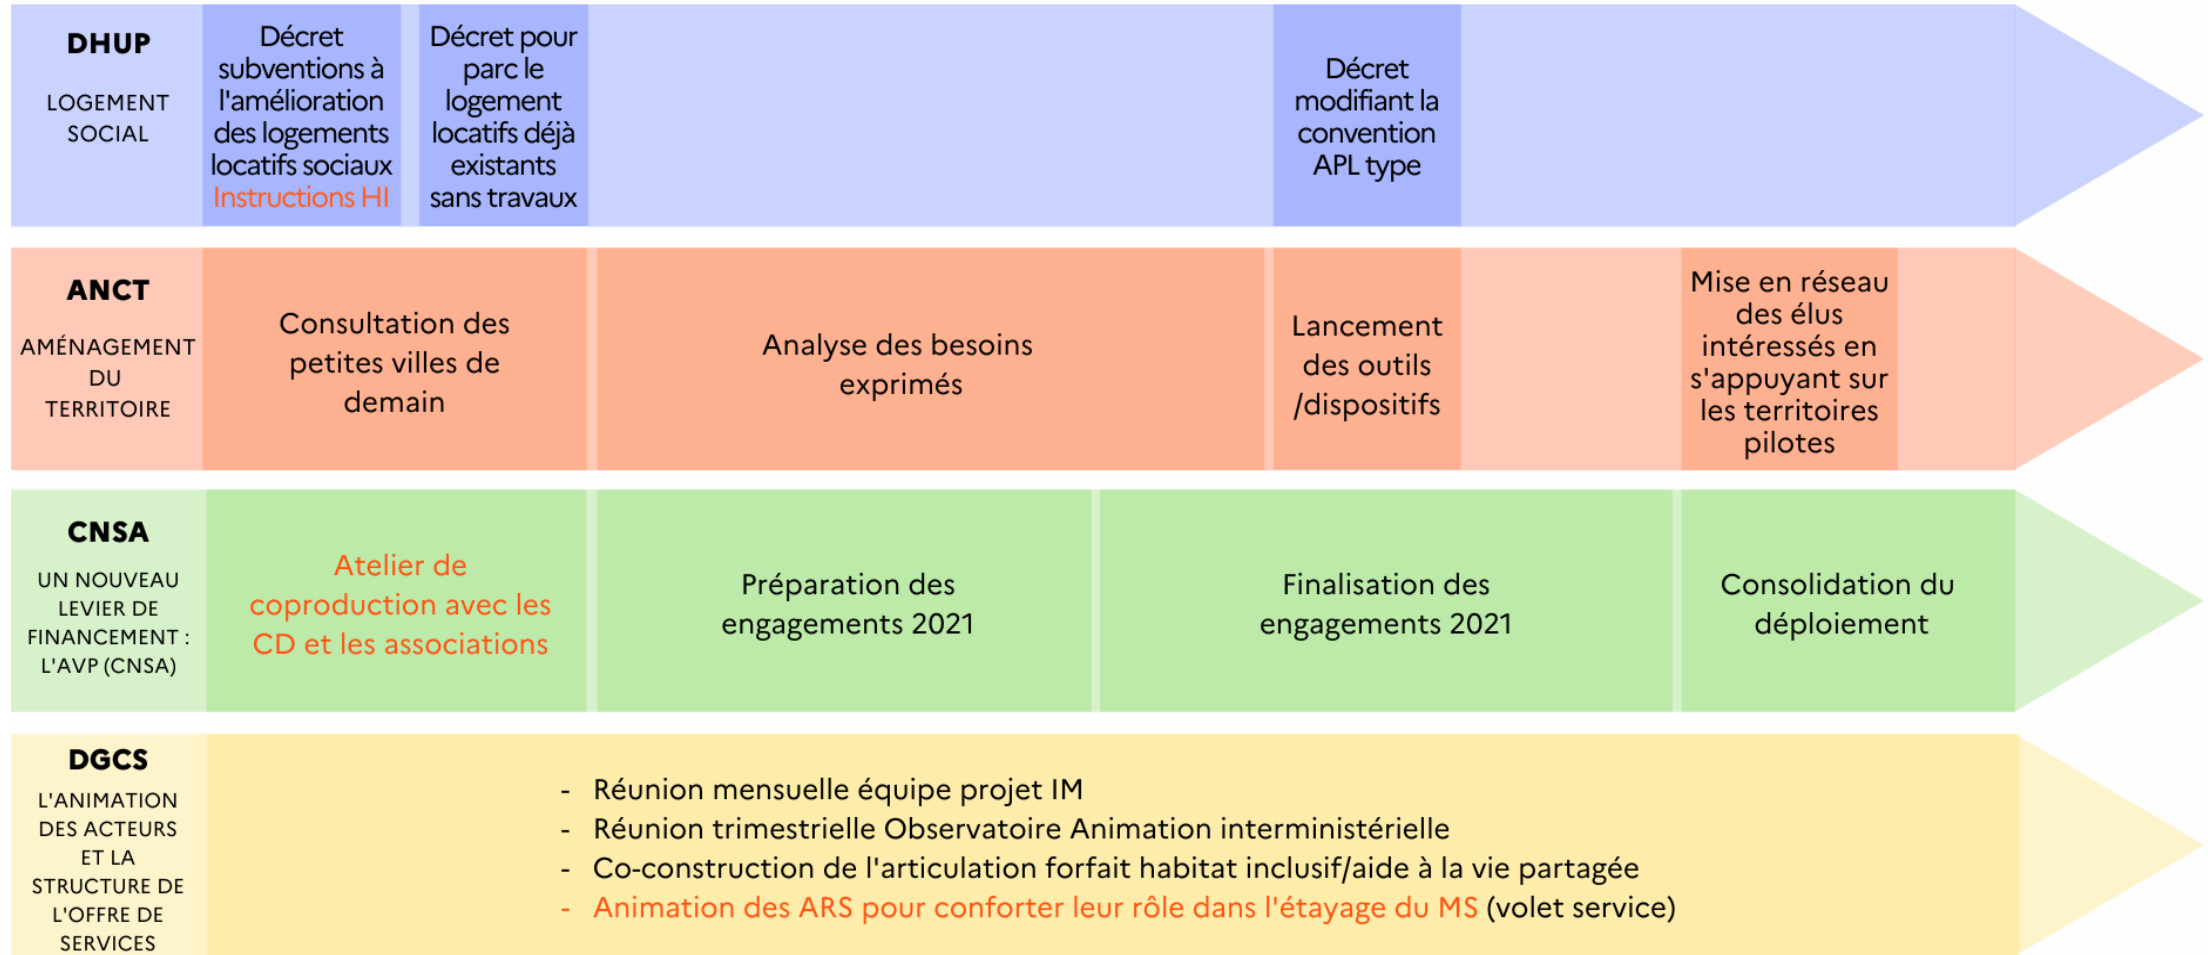 DHUP
LOGEMENT
SOCIAL
Décret
subventions à
l'amélioration
des logements
locatifs sociaux
Instructions HI
Décret pour
parc le
logement
locatifs déjà
existants
sans travaux
Décret
modifiant la
convention
APL type
ANCT
AMÉNAGEMENT
DU
TERRITOIRE
Consultation des
petites villes de
demain
Analyse des besoins
exprimés
Lancement
des outils
/dispositifs
Mise en réseau
des élus
intéressés en
s'appuyant sur
les territoires
pilotes
CNSA
UN NOUVEAU
LEVIER DE
FINANCEMENT :
L'AVP (CNSA)
Atelier de
coproduction avec les
CD et les associations
Préparation des
engagements 2021
Finalisation des
engagements 2021
Consolidation du
déploiement
DGCS
L'ANIMATION
DES ACTEURS
ET LA
STRUCTURE DE
L'OFFRE DE
SERVICES
- Réunion mensuelle équipe projet IM
- Réunion trimestrielle Observatoire Animation interministérielle
- Co-construction de l'articulation forfait habitat inclusif/aide à la vie partagée
- Animation des ARS pour conforter leur rôle dans l'étayage du MS (volet service)